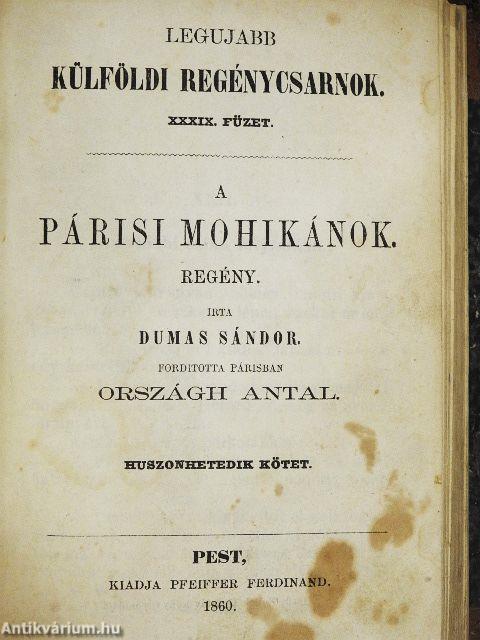 LEGUJABB
KÜLFÖLDI REGÉNYCSARNOK.
XXXIX. FÜZET.
A
PÁRISI MOHIKÁNOK.
REGÉNY.
IRTA
DUMAS SÁNDOR.
FORDITOTTA PÁRISBAN
ORSZÁGH ANTAL.
HUSZONHETEDIK KÖTET.
PEST,
KIADJA PFEIFFER FERDINAND.
1860.
Antikvárium.hu